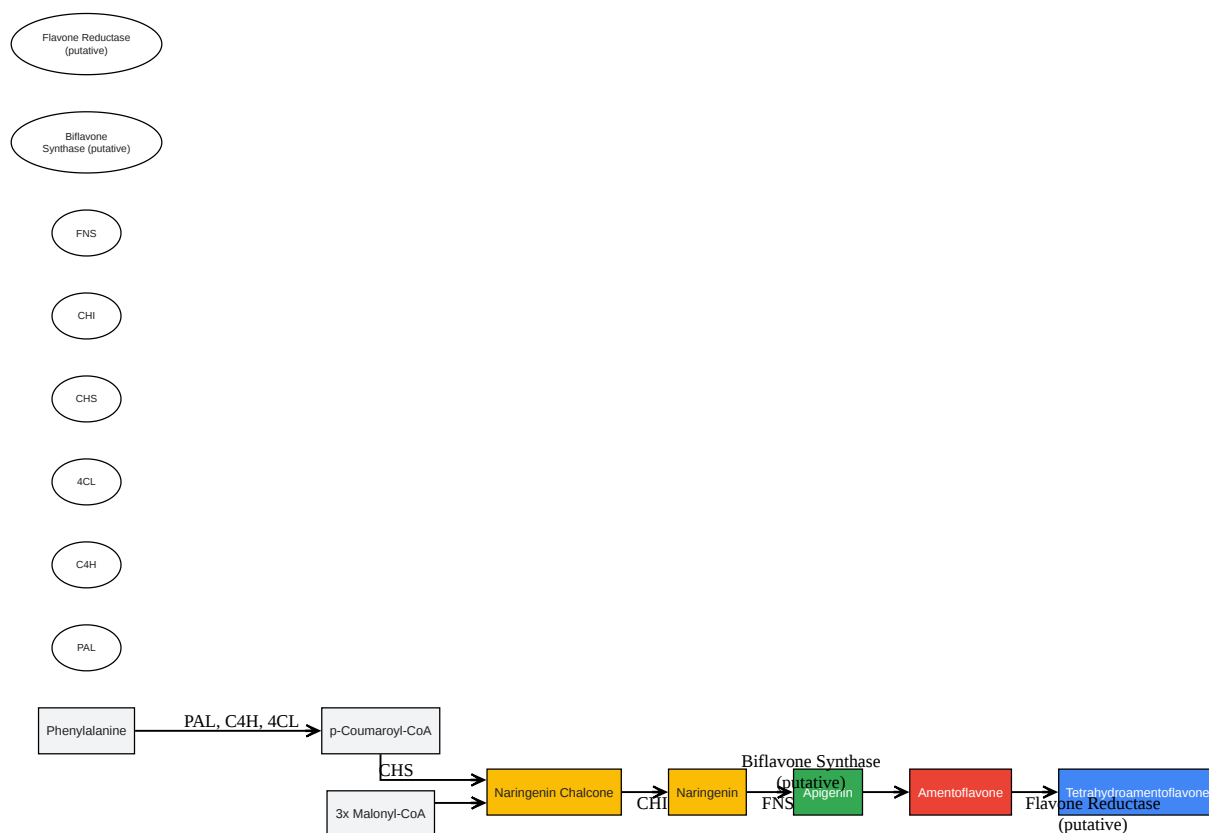 Flavone Reductase
(putative)
Biflavone
Synthase (putative)
FNS
CHI
CHS
4CL
C4H
PAL
Phenylalanine
PAL, C4H, 4CL
p-Coumaroyl-CoA
CHS
3x Malonyl-CoA
Naringenin Chalcone
CHI
Naringenin
FNS
Biflavone Synthase
(putative)
Apigenin
Amentoflavone
Flavone Reductase
(putative)
Tetrahydroamentoflavone